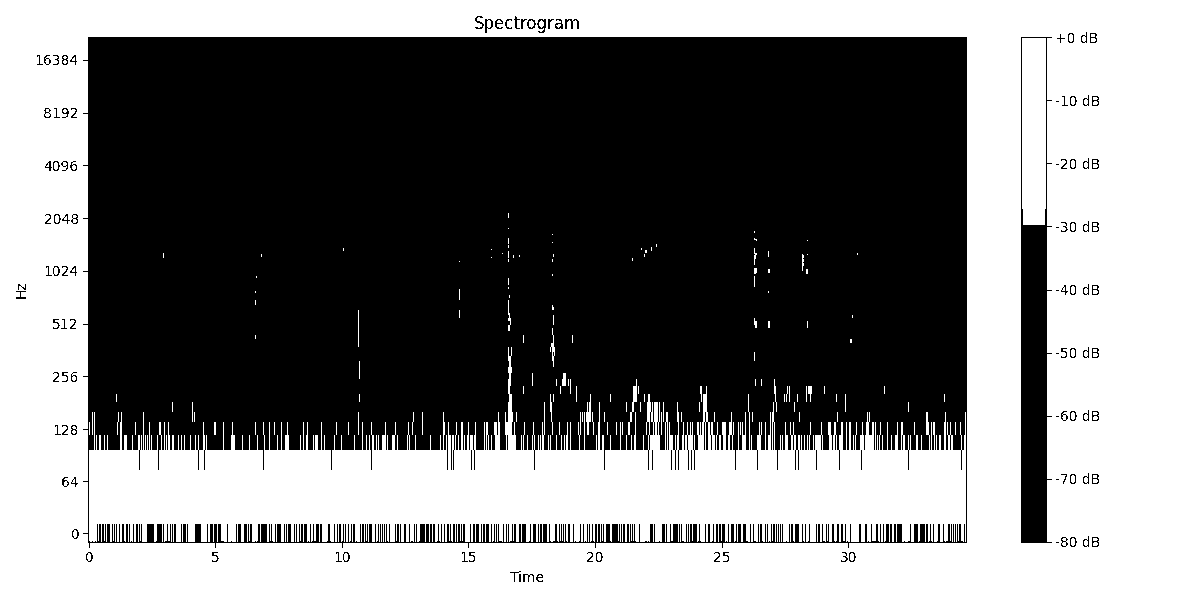 Spectrogram
16384
8192
4096
2048
1024
512
256
128
64
0
Hz
0 5 10 15 20 25 30
Time
+0 dB
-10 dB
-20 dB
-30 dB
-40 dB
-50 dB
-60 dB
-70 dB
-80 dB